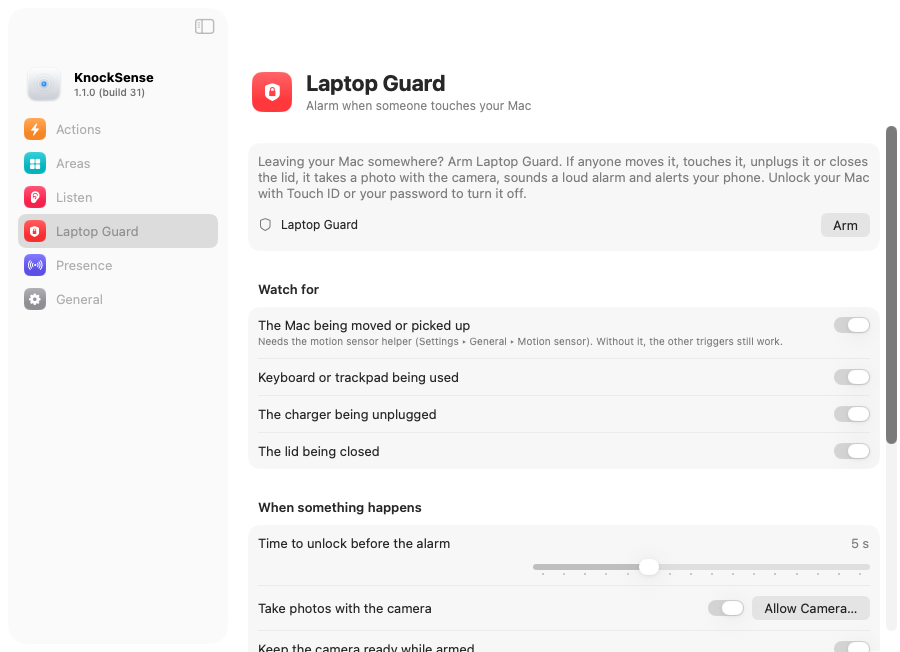 KnockSense
1.1.0 (build 31)
Actions
Areas
Listen
Laptop Guard
Presence
General
Laptop Guard
Alarm when someone touches your Mac
Leaving your Mac somewhere? Arm Laptop Guard. If anyone moves it, touches it, unplugs it or closes
the lid, it takes a photo with the camera, sounds a loud alarm and alerts your phone. Unlock your Mac
with Touch ID or your password to turn it off.
Laptop Guard
Arm
Watch for
The Mac being moved or picked up
Needs the motion sensor helper (Settings ▸ General ▸ Motion sensor). Without it, the other triggers still work.
Keyboard or trackpad being used
The charger being unplugged
The lid being closed
When something happens
Time to unlock before the alarm
5 s
Take photos with the camera
Allow Camera...
Keep the camera ready while armed